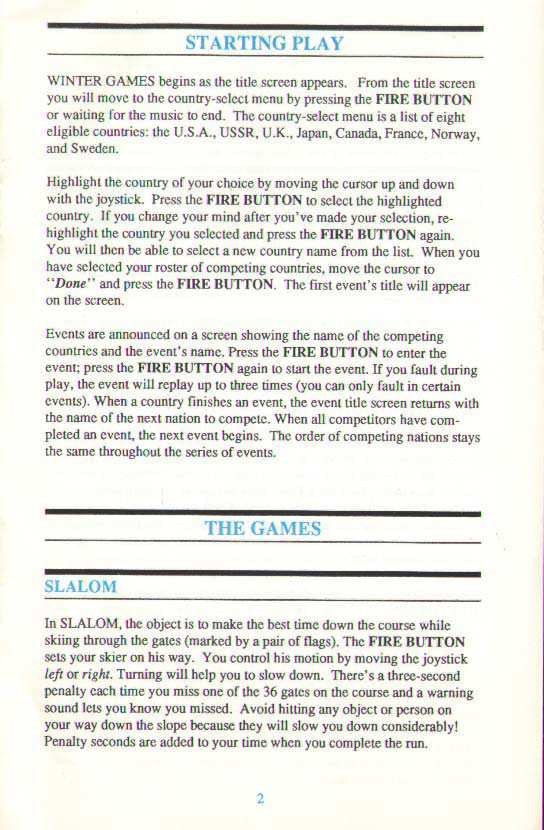 STARTING PLAY
WINTER GAMES begins as the title screen appears. From the title screen
you will move to the country-select menu by pressing the FIRE BUTTON
or waiting for the music to end. The country-select menu is a list of eight
eligible countries: the U.S.A., USSR, U.K., Japan, Canada, France, Norway,
and Sweden.
Highlight the country of your choice by moving the cursor up and down
with the joystick. Press the FIRE BUTTON to select the highlighted
country. If you change your mind after you've made your selection, re-
highlight the country you selected and press the FIRE BUTTON again.
You will then be able to select a new country name from the list. When you
have selected your roster of competing countries, move the cursor to
“Done” and press the FIRE BUTTON. The first event's title will appear
on the screen.
Events are announced on a screen showing the name of the competing
countries and the event's name. Press the FIRE BUTTON to enter the
event; press the FIRE BUTTON again to start the event. If you fault during
play, the event will replay up to three times (you can only fault in certain
events). When a country finishes an event, the event title screen returns with
the name of the next nation to compete. When all competitors have com-
pleted an event, the next event begins. The order of competing nations stays
the same throughout the series of events.
THE GAMES
SLALOM
In SLALOM, the object is to make the best time down the course while
skiing through the gates (marked by a pair of flags). The FIRE BUTTON
sets your skier on his way. You control his motion by moving the joystick
left or right. Turning will help you to slow down. There's a three-second
penalty each time you miss one of the 36 gates on the course and a warning
sound lets you know you missed. Avoid hitting any object or person on
your way down the slope because they will slow you down considerably!
Penalty seconds are added to your time when you complete the run.
2